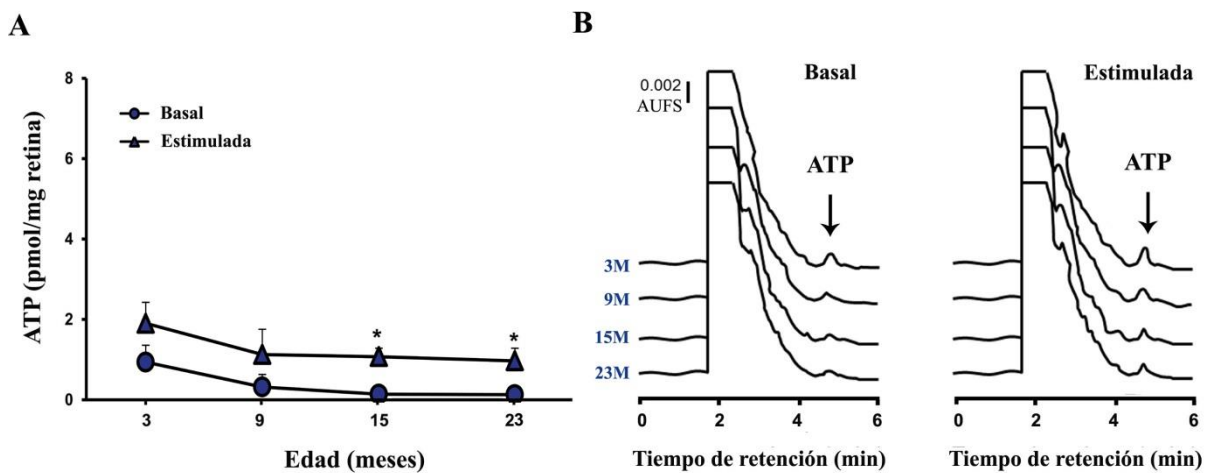 A
8
6
4
2
0
ATP (pmol/mg retina)
Basal
Estimulada
*
*
3
9
15
23
Edad (meses)
B
0.002
AUFS
Basal
ATP
3M
9M
15M
23M
0
2
4
6
Tiempo de retención (min)
Estimulada
ATP
0
2
4
6
Tiempo de retención (min)